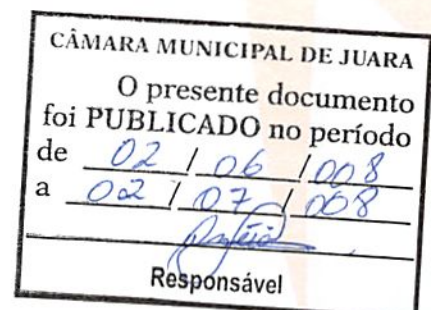 CÂMARA MUNICIPAL DE JUARA
O presente documento
foi PUBLICADO no período
de 02 / 06 / 008
a 02 / 07 / 008
Responsável